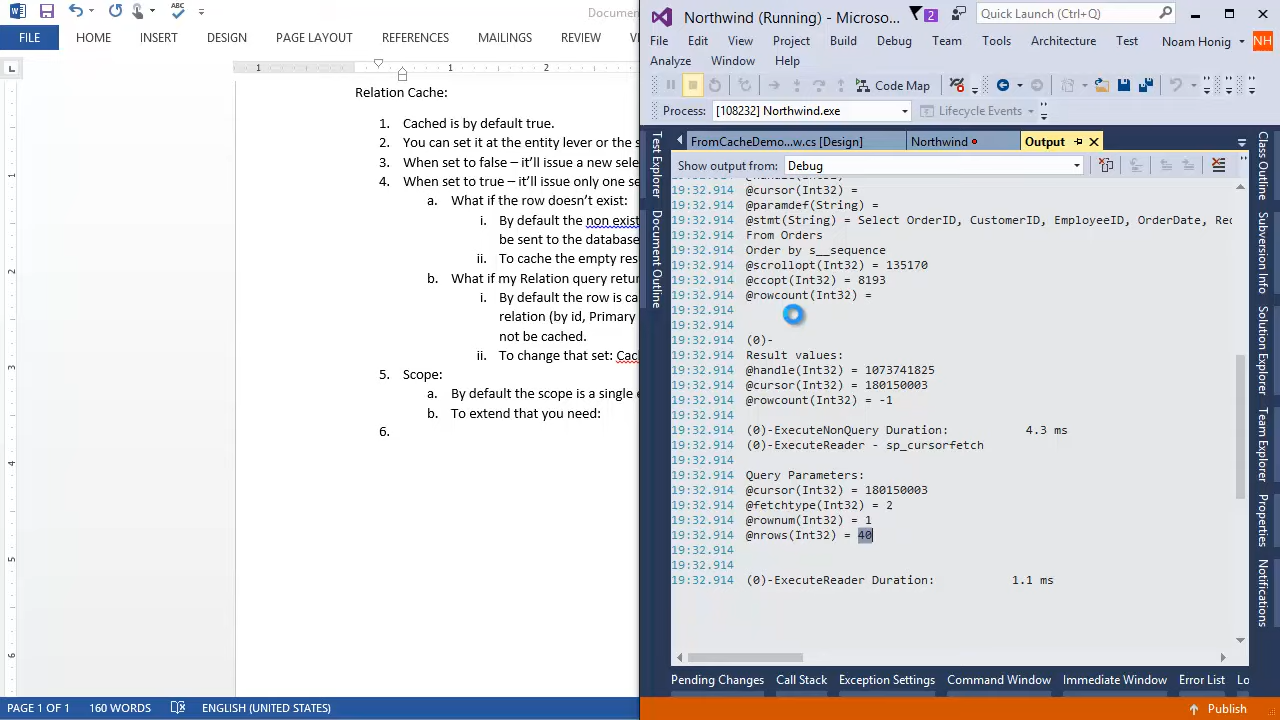 Document
FILE HOME INSERT DESIGN PAGE LAYOUT REFERENCES MAILINGS REVIEW
1 1 2
Relation Cache:
1. Cached is by default true.
2. You can set it at the entity lever or the s
3. When set to false – it'll issue a new sele
4. When set to true – it'll issue only one se
a. What if the row doesn't exist:
i. By default the non exist
be sent to the database
ii. To cache the empty res
b. What if my Relation query retur
i. By default the row is ca
relation (by id, Primary
not be cached.
ii. To change that set: Cac
5. Scope:
a. By default the scope is a single e
b. To extend that you need:
6.
1
2
3
4
5
6
PAGE 1 OF 1 160 WORDS ENGLISH (UNITED STATES)
Northwind (Running) - Microso... 2 Quick Launch (Ctrl+Q)
File Edit View Project Build Debug Team Tools Architecture Test Noam Honig NH
Analyze Window Help
Code Map
Process: [108232] Northwind.exe Lifecycle Events
FromCacheDemo...w.cs [Design] Northwind Output
Show output from: Debug
19:32.914 @cursor(Int32) =
19:32.914 @paramdef(String) =
19:32.914 @stmt(String) = Select OrderID, CustomerID, EmployeeID, OrderDate, Rec
19:32.914 From Orders
19:32.914 Order by s__sequence
19:32.914 @scrollopt(Int32) = 135170
19:32.914 @ccopt(Int32) = 8193
19:32.914 @rowcount(Int32) =
19:32.914
19:32.914
19:32.914 (0)-
19:32.914 Result values:
19:32.914 @handle(Int32) = 1073741825
19:32.914 @cursor(Int32) = 180150003
19:32.914 @rowcount(Int32) = -1
19:32.914
19:32.914 (0)-ExecuteNonQuery Duration: 4.3 ms
19:32.914 (0)-ExecuteReader - sp_cursorfetch
19:32.914
19:32.914 Query Parameters:
19:32.914 @cursor(Int32) = 180150003
19:32.914 @fetchtype(Int32) = 2
19:32.914 @rownum(Int32) = 1
19:32.914 @nrows(Int32) = 40
19:32.914
19:32.914
19:32.914 (0)-ExecuteReader Duration: 1.1 ms
Test Explorer
Document Outline
Class Outline
Subversion Info
Solution Explorer
Team Explorer
Properties
Notifications
Pending Changes Call Stack Exception Settings Command Window Immediate Window Error List Lo
Publish